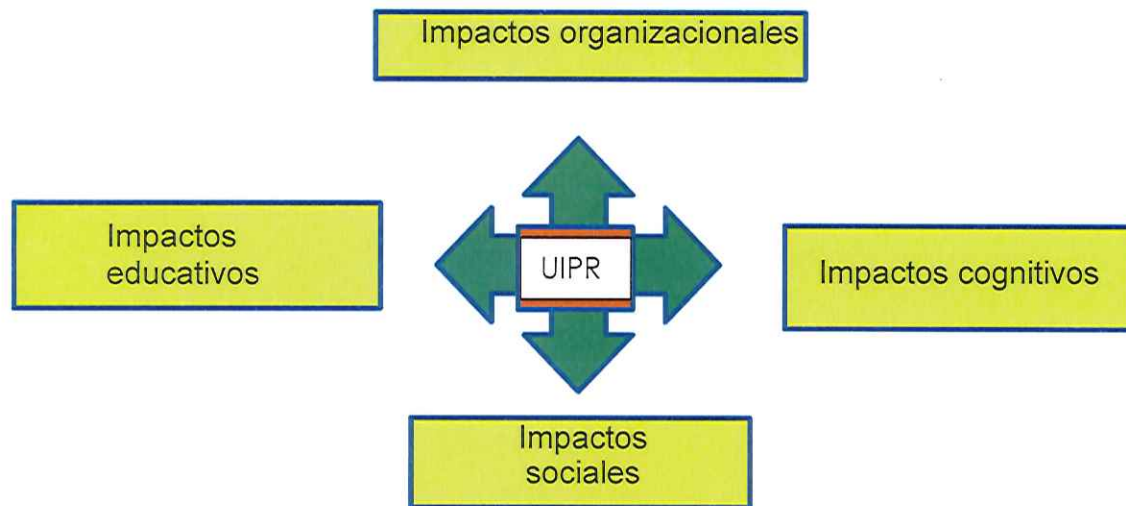 Impactos organizacionales
Impactos
educativos
UIPR
Impactos cognitivos
Impactos
sociales